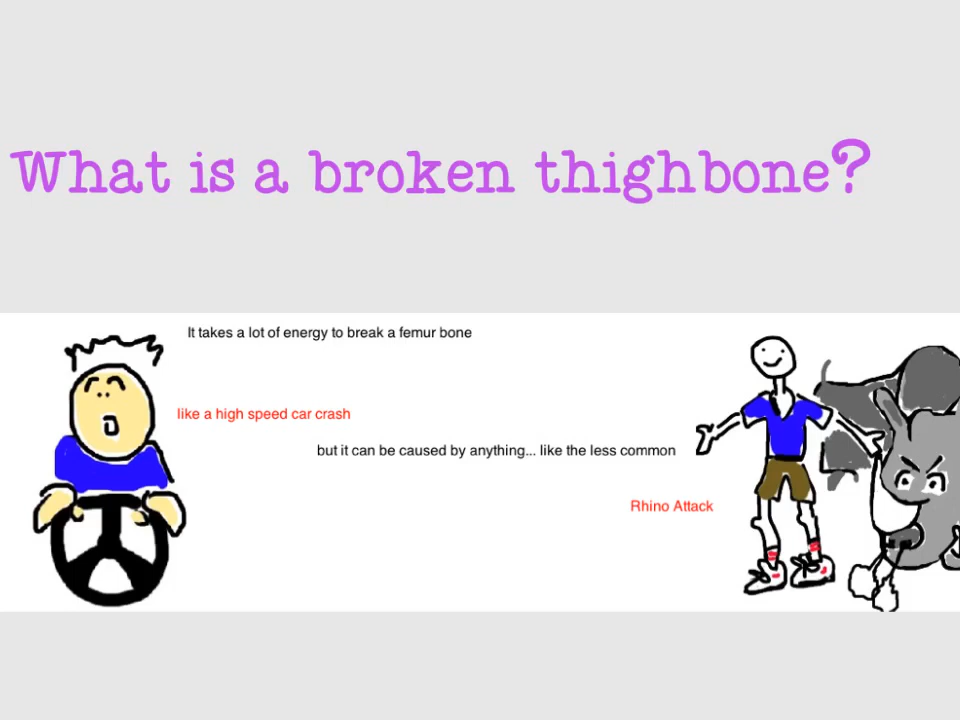 What is a broken thighbone?
It takes a lot of energy to break a femur bone
like a high speed car crash
but it can be caused by anything... like the less common
Rhino Attack